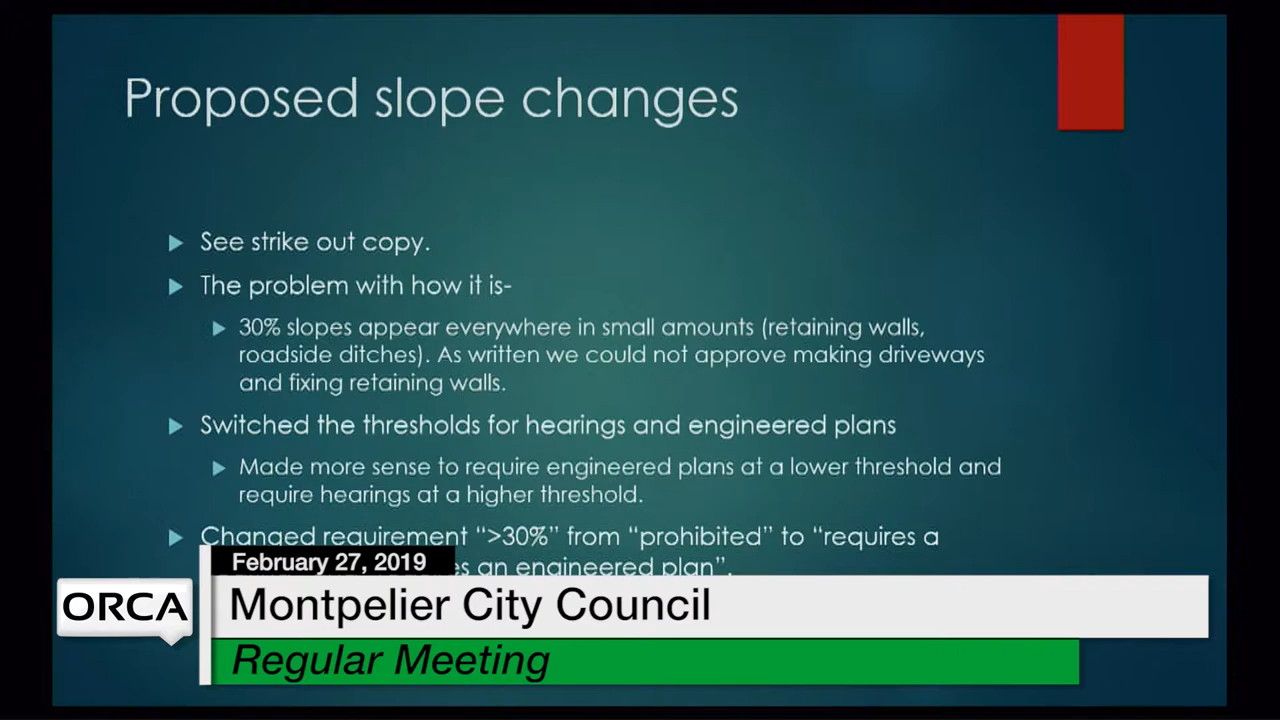 Proposed slope changes
See strike out copy.
The problem with how it is-
30% slopes appear everywhere in small amounts (retaining walls,
roadside ditches). As written we could not approve making driveways
and fixing retaining walls.
Switched the thresholds for hearings and engineered plans
Made more sense to require engineered plans at a lower threshold and
require hearings at a higher threshold.
Changed requirement “>30%” from “prohibited” to “requires a
an engineered plan”.
February 27, 2019
ORCA
Montpelier City Council
Regular Meeting